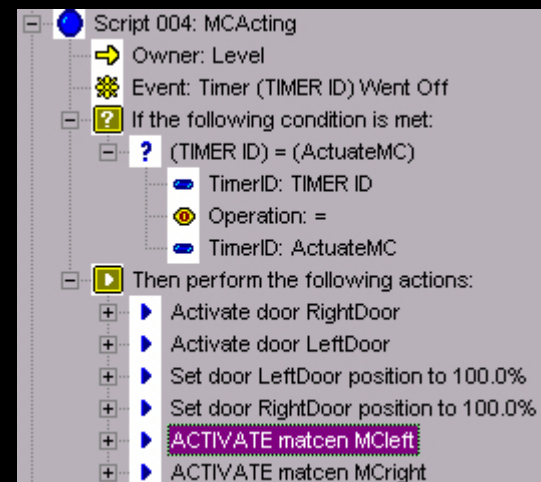 Script 004: MCActing
Owner: Level
Event: Timer (TIMER ID) Went Off
If the following condition is met:
(TIMER ID) = (ActuateMC)
TimerID: TIMER ID
Operation: =
TimerID: ActuateMC
Then perform the following actions:
Activate door RightDoor
Activate door LeftDoor
Set door LeftDoor position to 100.0%
Set door RightDoor position to 100.0%
ACTIVATE matcen MCleft
ACTIVATE matcen MCright